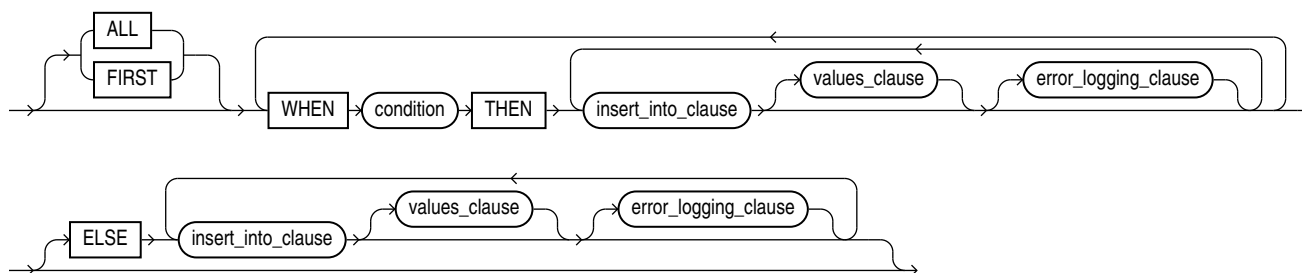 ALL
FIRST
values_clause error_logging_clause
WHEN condition THEN insert_into_clause
values_clause error_logging_clause
ELSE insert_into_clause